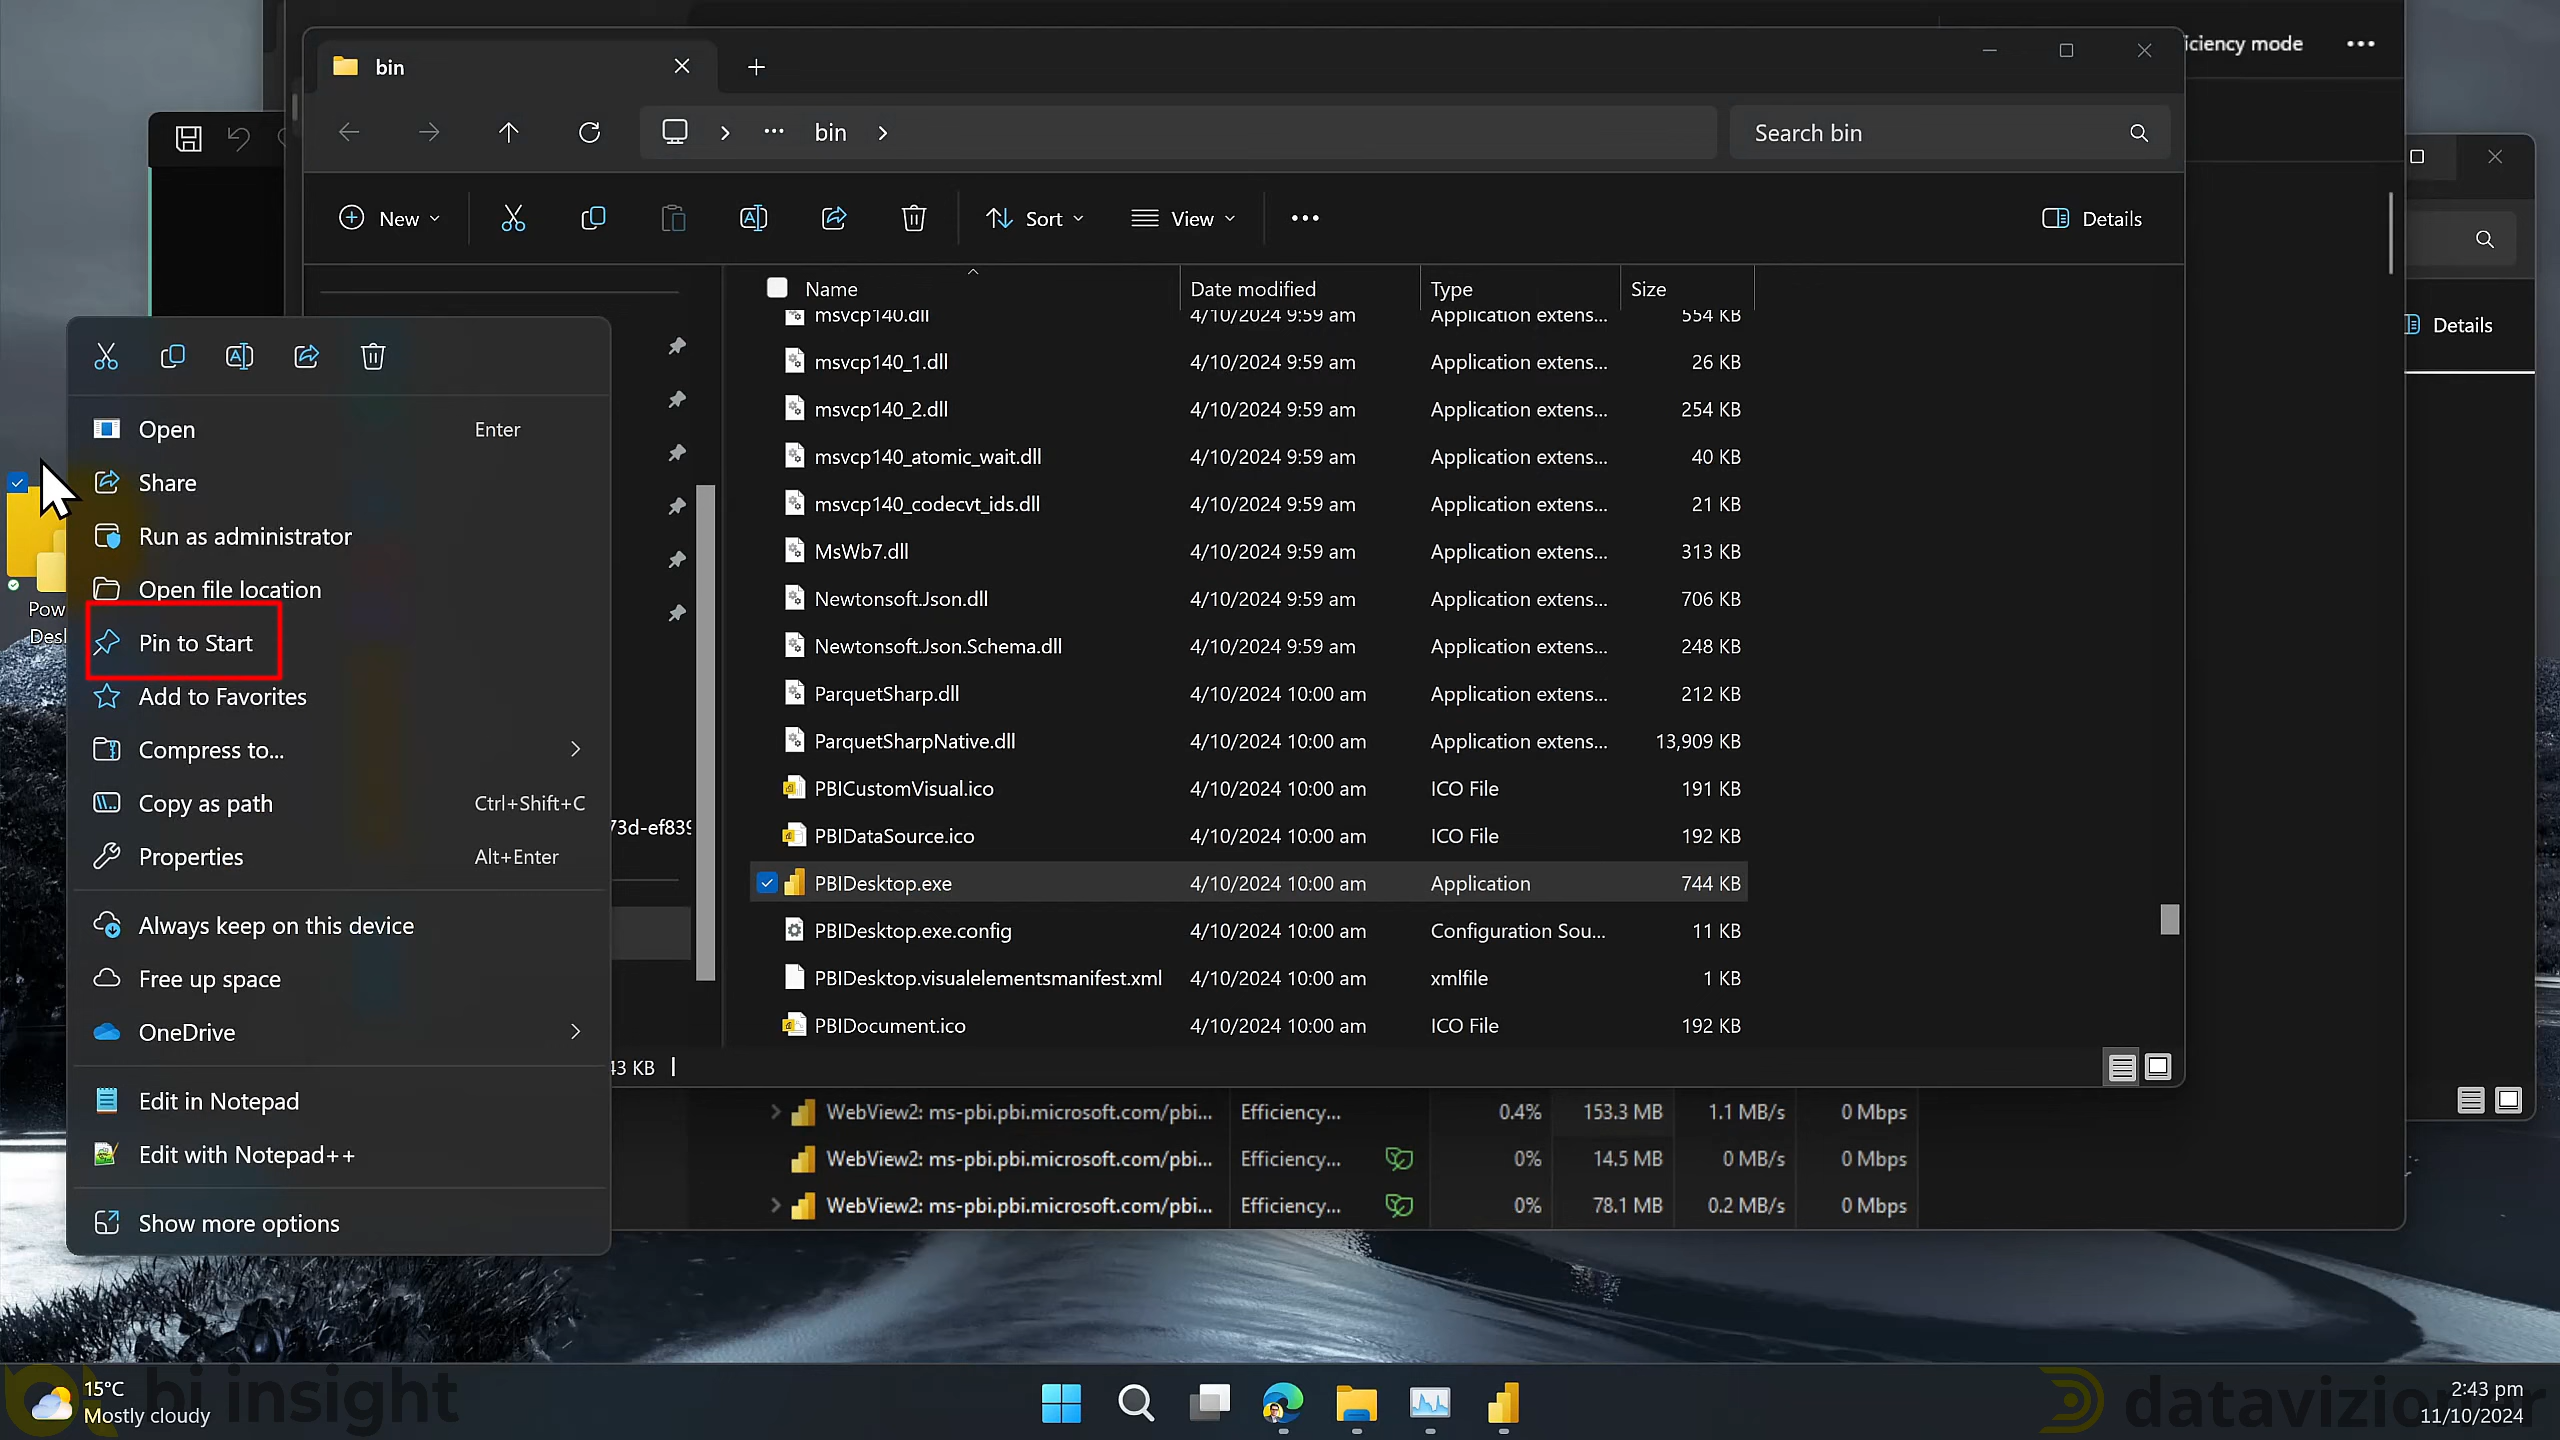 iciency mode
bin
bin
Search bin
New
Sort
View
Details
Name
Date modified
Type
Size
msvcp140.dll 4/10/2024 9:59 am Application extens... 554 KB
msvcp140_1.dll 4/10/2024 9:59 am Application extens... 26 KB
msvcp140_2.dll 4/10/2024 9:59 am Application extens... 254 KB
msvcp140_atomic_wait.dll 4/10/2024 9:59 am Application extens... 40 KB
msvcp140_codecvt_ids.dll 4/10/2024 9:59 am Application extens... 21 KB
MsWb7.dll 4/10/2024 9:59 am Application extens... 313 KB
Newtonsoft.Json.dll 4/10/2024 9:59 am Application extens... 706 KB
Newtonsoft.Json.Schema.dll 4/10/2024 9:59 am Application extens... 248 KB
ParquetSharp.dll 4/10/2024 10:00 am Application extens... 212 KB
ParquetSharpNative.dll 4/10/2024 10:00 am Application extens... 13,909 KB
PBICustomVisual.ico 4/10/2024 10:00 am ICO File 191 KB
PBIDataSource.ico 4/10/2024 10:00 am ICO File 192 KB
PBIDesktop.exe 4/10/2024 10:00 am Application 744 KB
PBIDesktop.exe.config 4/10/2024 10:00 am Configuration Sou... 11 KB
PBIDesktop.visualelementsmanifest.xml 4/10/2024 10:00 am xmlfile 1 KB
PBIDocument.ico 4/10/2024 10:00 am ICO File 192 KB
73d-ef839
43 KB
Details
Open Enter
Share
Run as administrator
Open file location
Pin to Start
Add to Favorites
Compress to...
Copy as path Ctrl+Shift+C
Properties Alt+Enter
Always keep on this device
Free up space
OneDrive
Edit in Notepad
Edit with Notepad++
Show more options
Pow
Desl
WebView2: ms-pbi.pbi.microsoft.com/pbi... Efficiency... 0.4% 153.3 MB 1.1 MB/s 0 Mbps
WebView2: ms-pbi.pbi.microsoft.com/pbi... Efficiency... 0% 14.5 MB 0 MB/s 0 Mbps
WebView2: ms-pbi.pbi.microsoft.com/pbi... Efficiency... 0% 78.1 MB 0.2 MB/s 0 Mbps
15°C
Mostly cloudy
bi insight
datavizioner
2:43 pm
11/10/2024